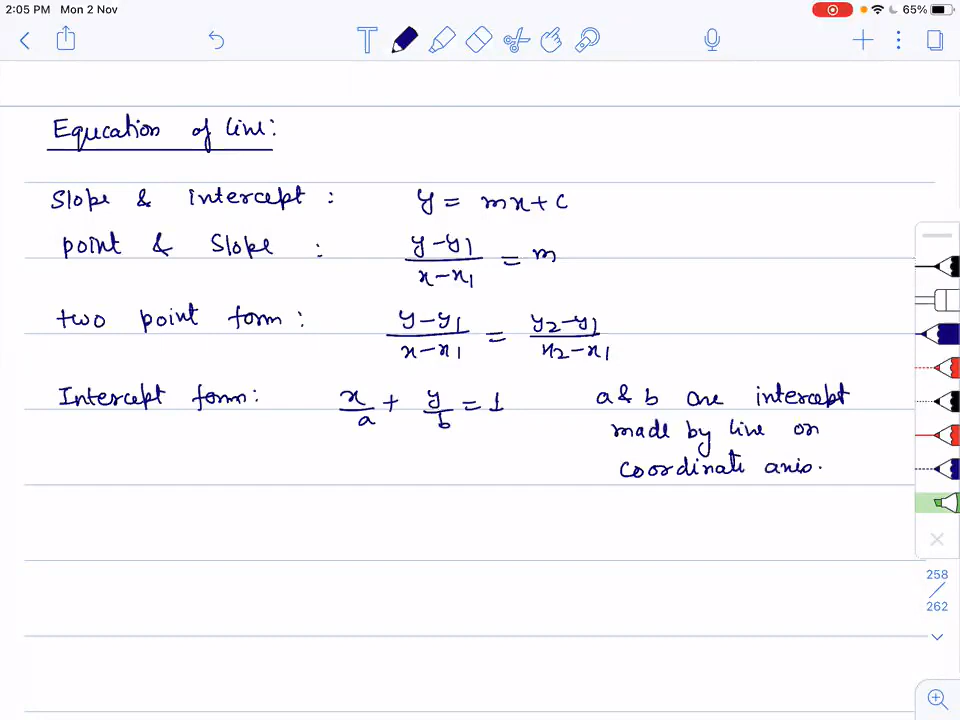 2:05 PM Mon 2 Nov 65%
Equcation of line:
Slope & intercept : y = mx + c
point & Slope : y-y1/x-x1 = m
two point form : y-y1/x-x1 = y2-y1/x2-x1
Intercept form: x/a + y/b = 1 a & b are intercept
made by line on
coordinate axis.
258
/
262